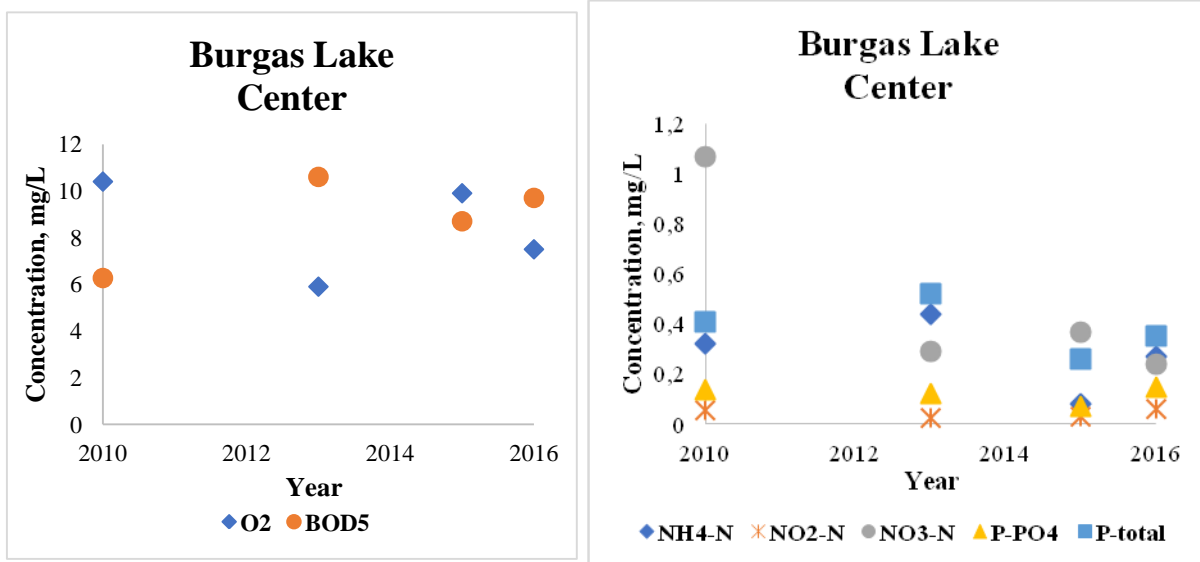 Burgas Lake
Center
Concentration, mg/L
12
10
8
6
4
2
0
2010 2012 2014 2016
Year
O2 BOD5
Burgas Lake
Center
Concentration, mg/L
1,2
1
0,8
0,6
0,4
0,2
0
2010 2012 2014 2016
Year
NH4-N NO2-N NO3-N P-PO4 P-total